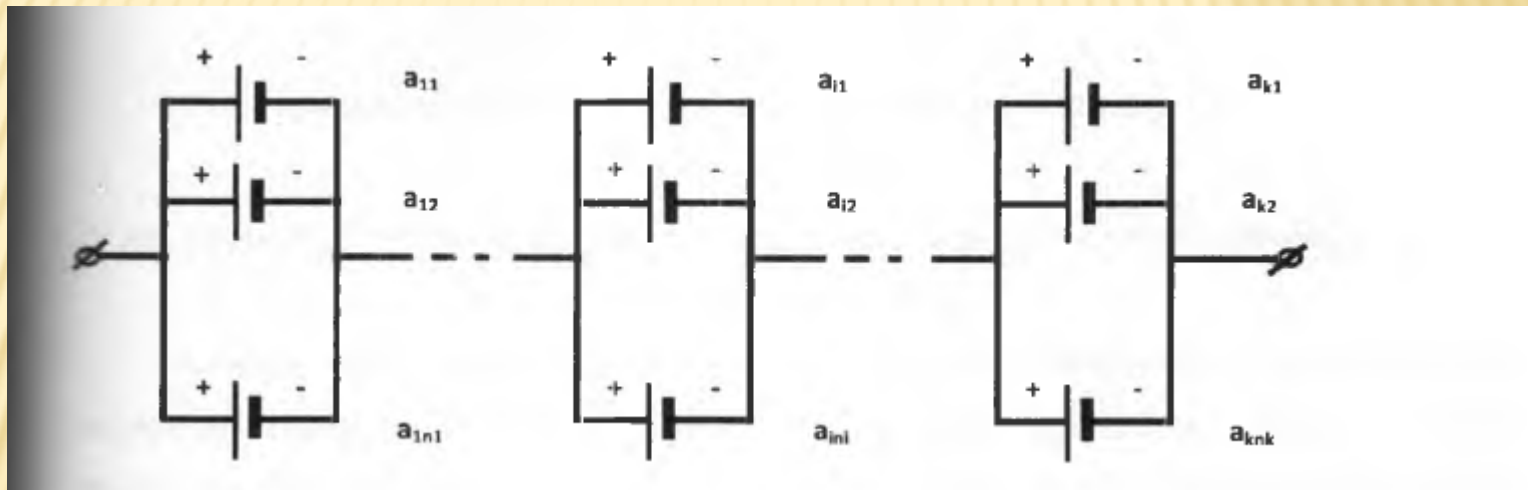 + - a₁₁ + - aᵢ₁ + - aₖ₁
+ - a₁₂ + - aᵢ₂ + - aₖ₂
+ - a₁ₙ₁ + - aᵢₙᵢ + - aₖₙₖ